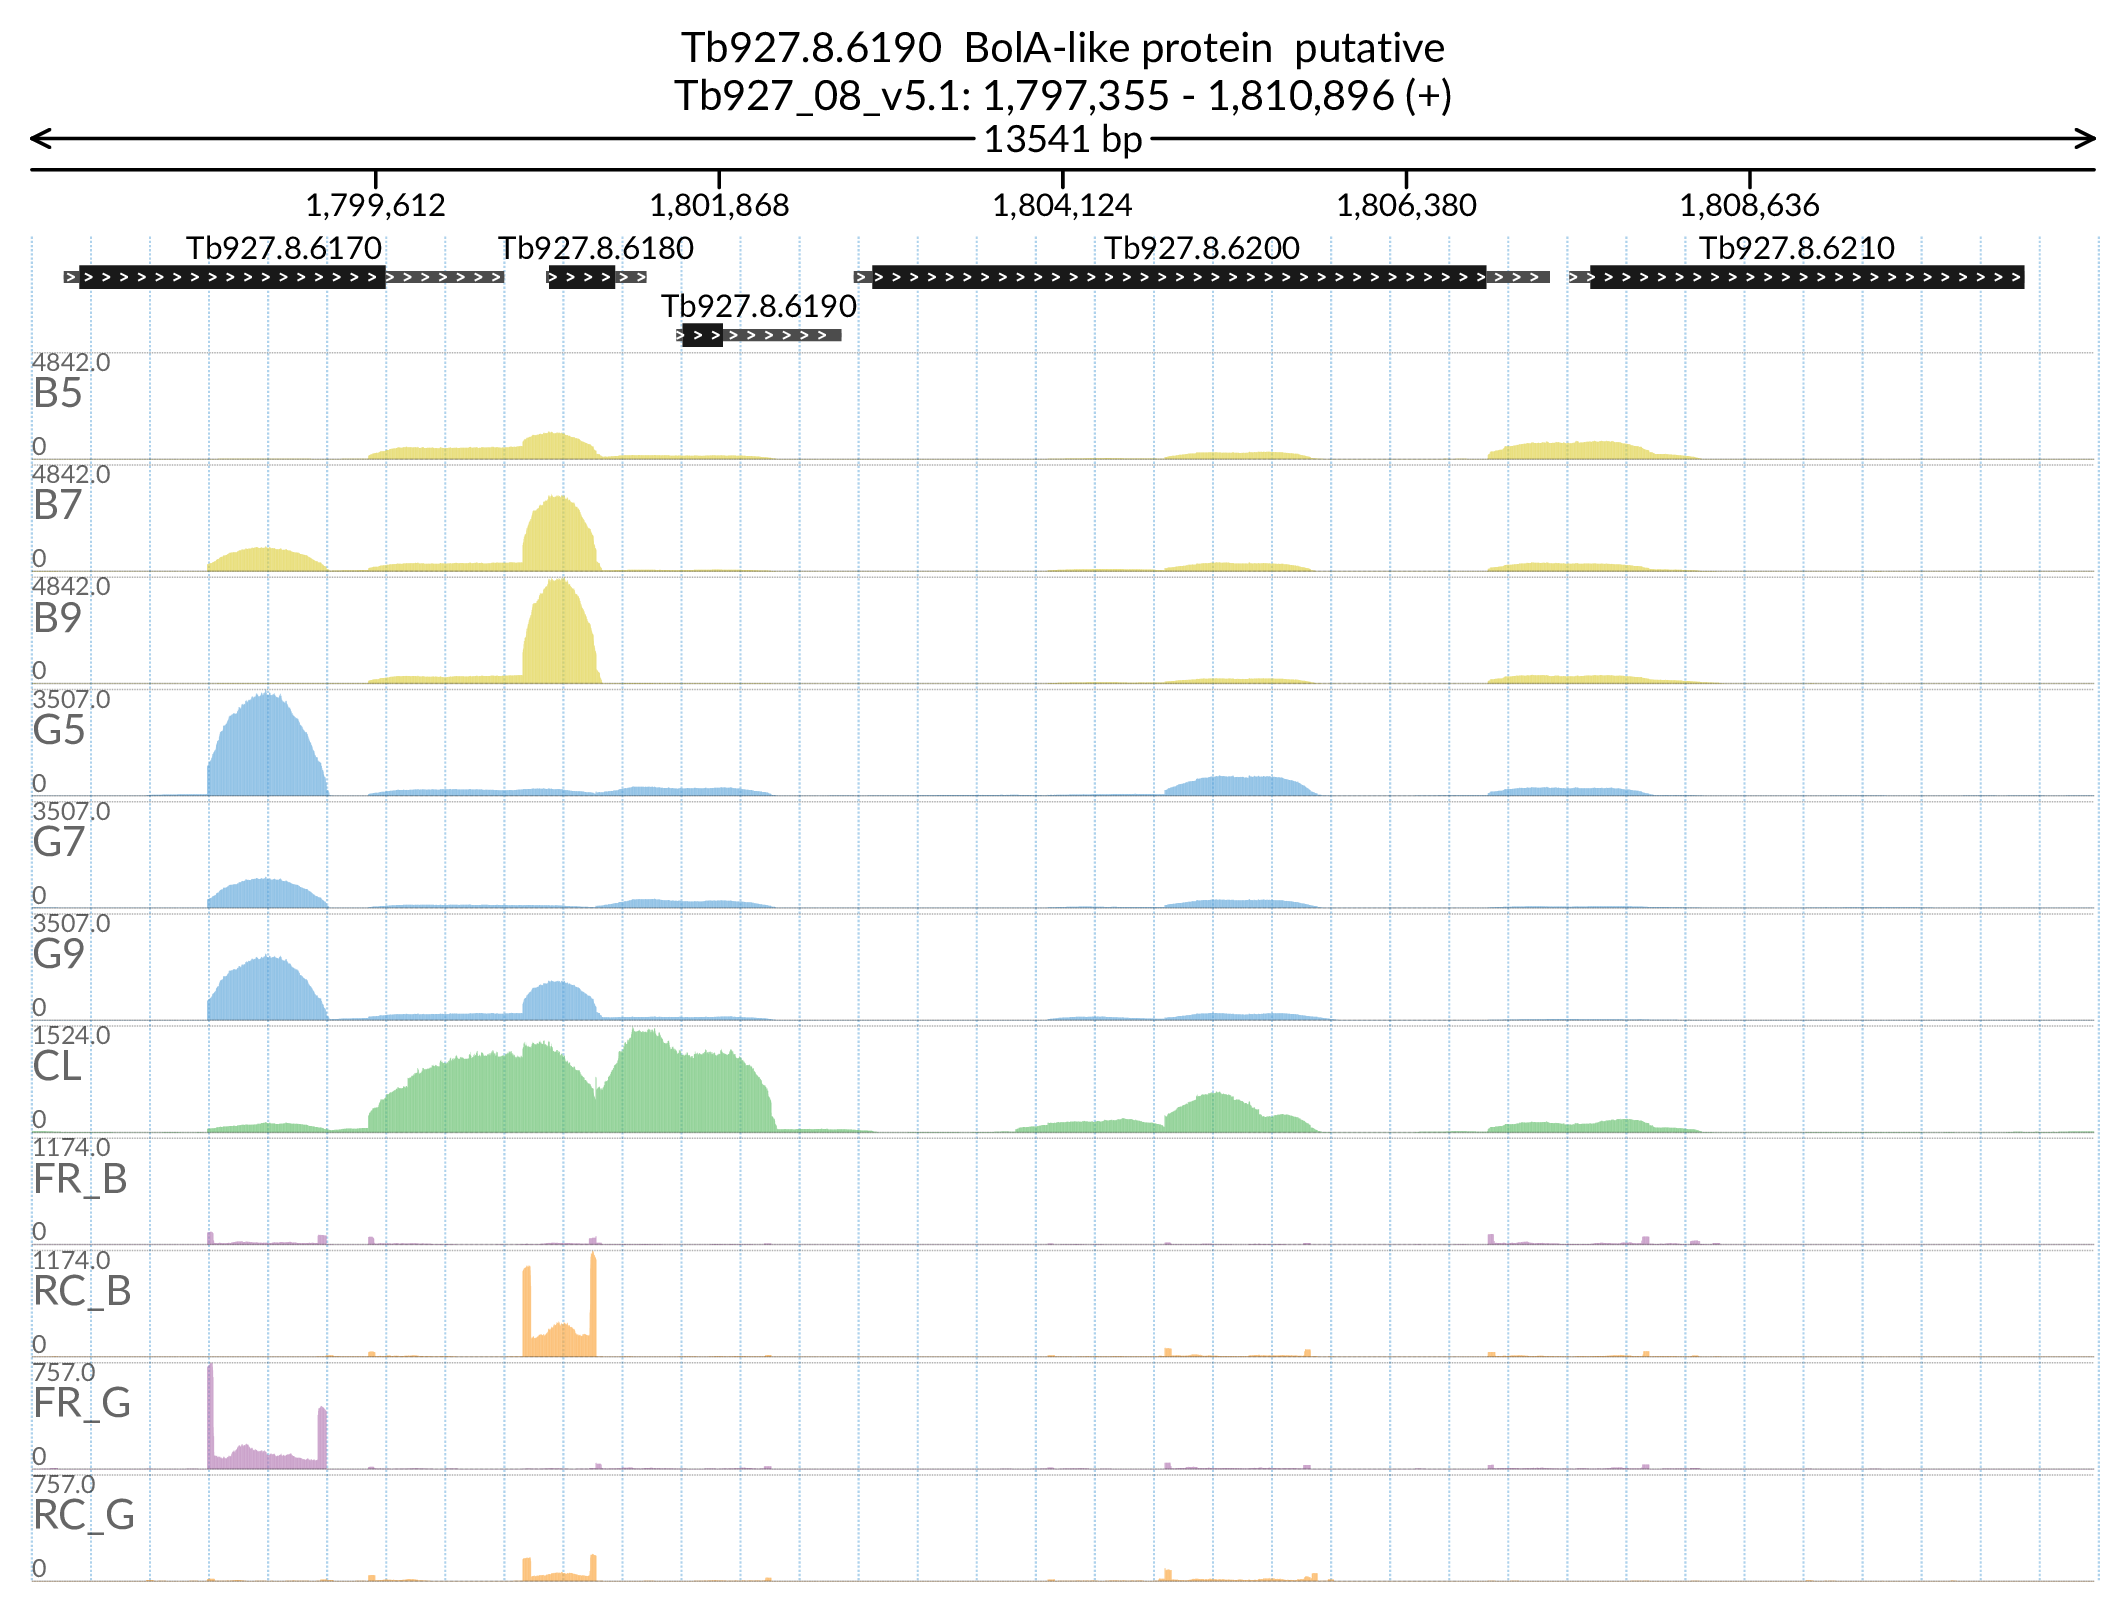 Tb927.8.6190  BolA-like protein  putative
Tb927_08_v5.1: 1,797,355 - 1,810,896 (+)
13541 bp
1,799,612 1,801,868 1,804,124 1,806,380 1,808,636
Tb927.8.6170 Tb927.8.6180 Tb927.8.6200 Tb927.8.6210
Tb927.8.6190
4842.0
B5
0
4842.0
B7
0
4842.0
B9
0
3507.0
G5
0
3507.0
G7
0
3507.0
G9
0
1524.0
CL
0
1174.0
FR_B
0
1174.0
RC_B
0
757.0
FR_G
0
757.0
RC_G
0